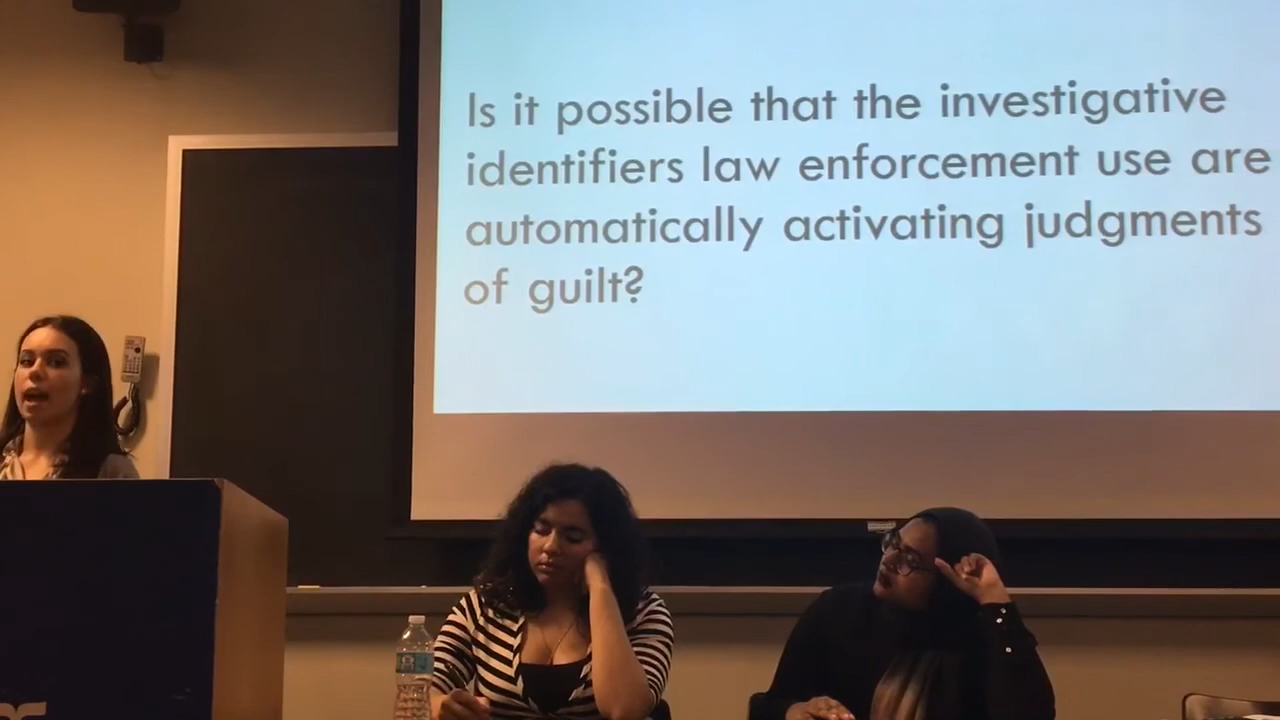 Is it possible that the investigative
identifiers law enforcement use are
automatically activating judgments
of guilt?